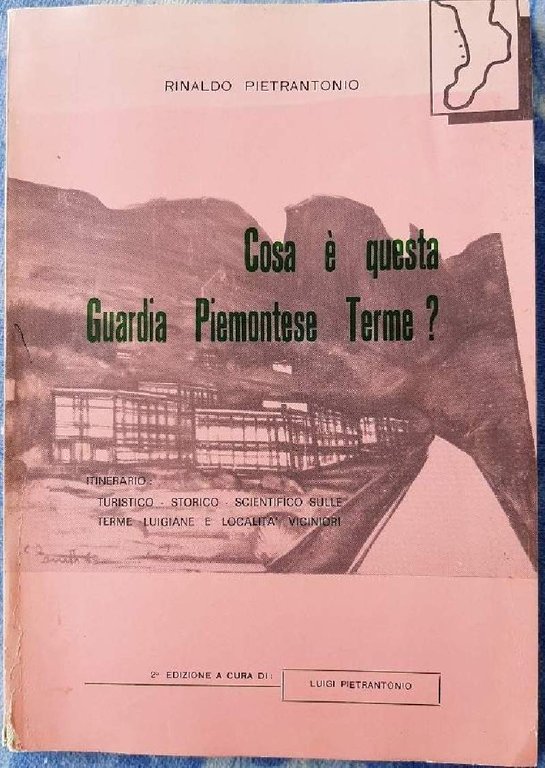 RINALDO PIETRANTONIO
Cosa è questa
Guardia Piemontese Terme ?
ITINERARIO :
TURISTICO - STORICO - SCIENTIFICO SULLE
TERME LUIGIANE E LOCALITA' VICINIORI
2ª EDIZIONE A CURA DI :
LUIGI PIETRANTONIO